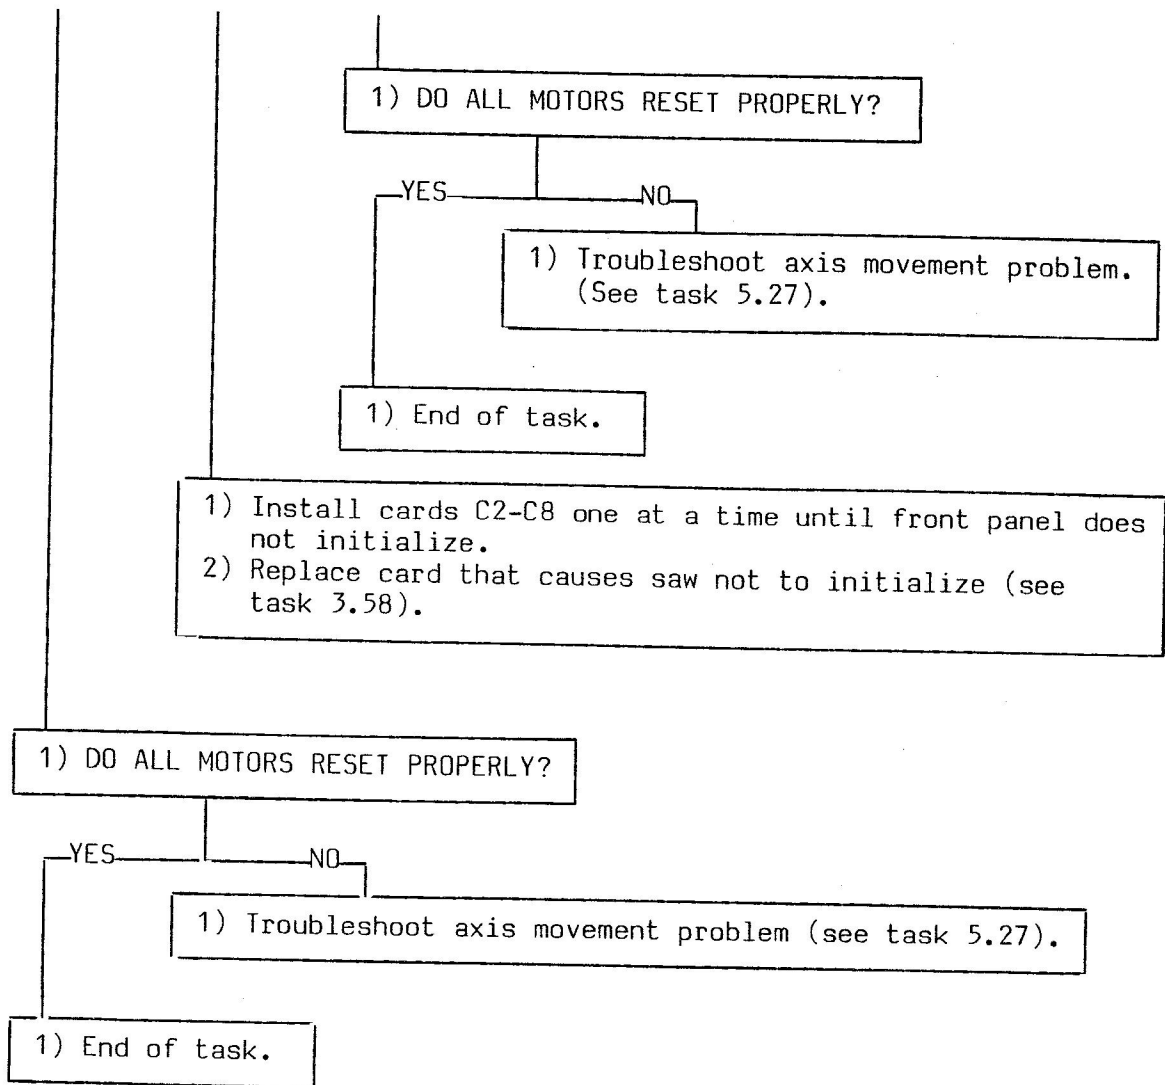 1) DO ALL MOTORS RESET PROPERLY?
YES NO
1) Troubleshoot axis movement problem.
(See task 5.27).
1) End of task.
1) Install cards C2-C8 one at a time until front panel does
not initialize.
2) Replace card that causes saw not to initialize (see
task 3.58).
1) DO ALL MOTORS RESET PROPERLY?
YES NO
1) Troubleshoot axis movement problem (see task 5.27).
1) End of task.